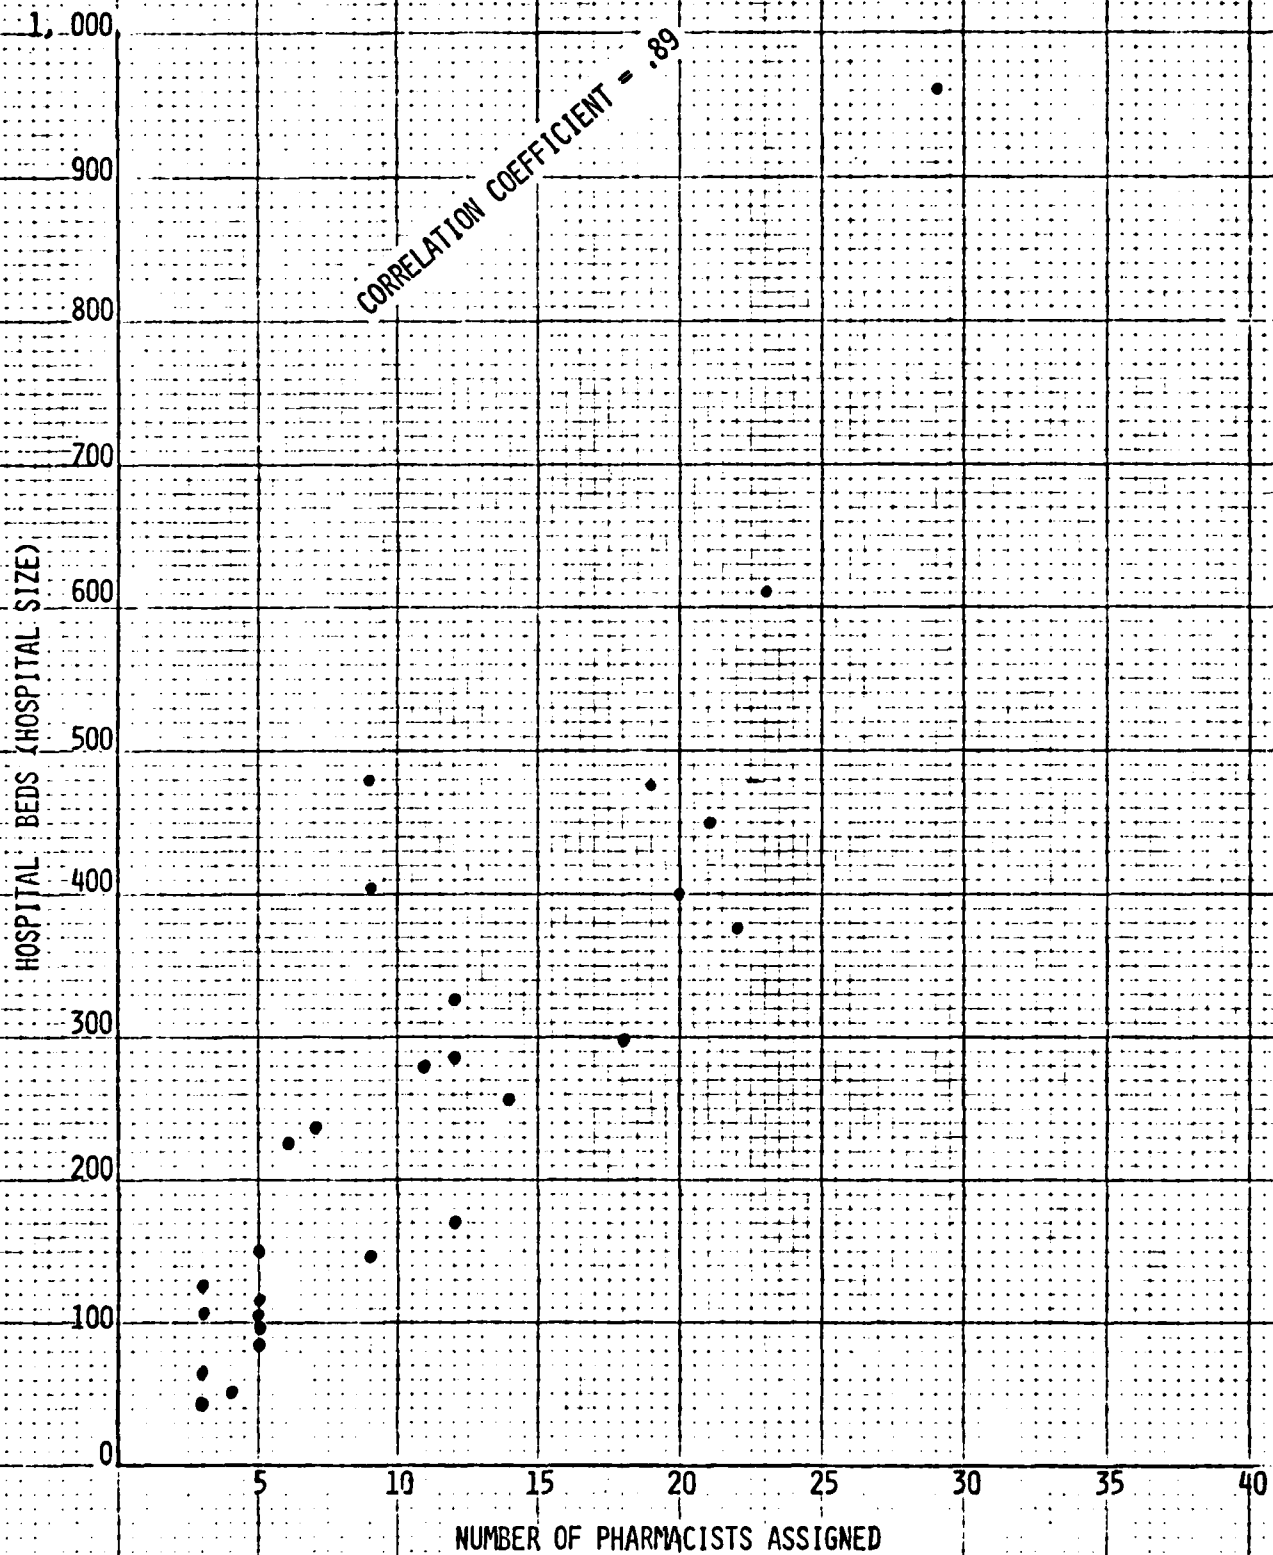 1,000
900
800
700
600
500
400
300
200
100
0
HOSPITAL BEDS (HOSPITAL SIZE)
CORRELATION COEFFICIENT = .89
5 10 15 20 25 30 35 40
NUMBER OF PHARMACISTS ASSIGNED